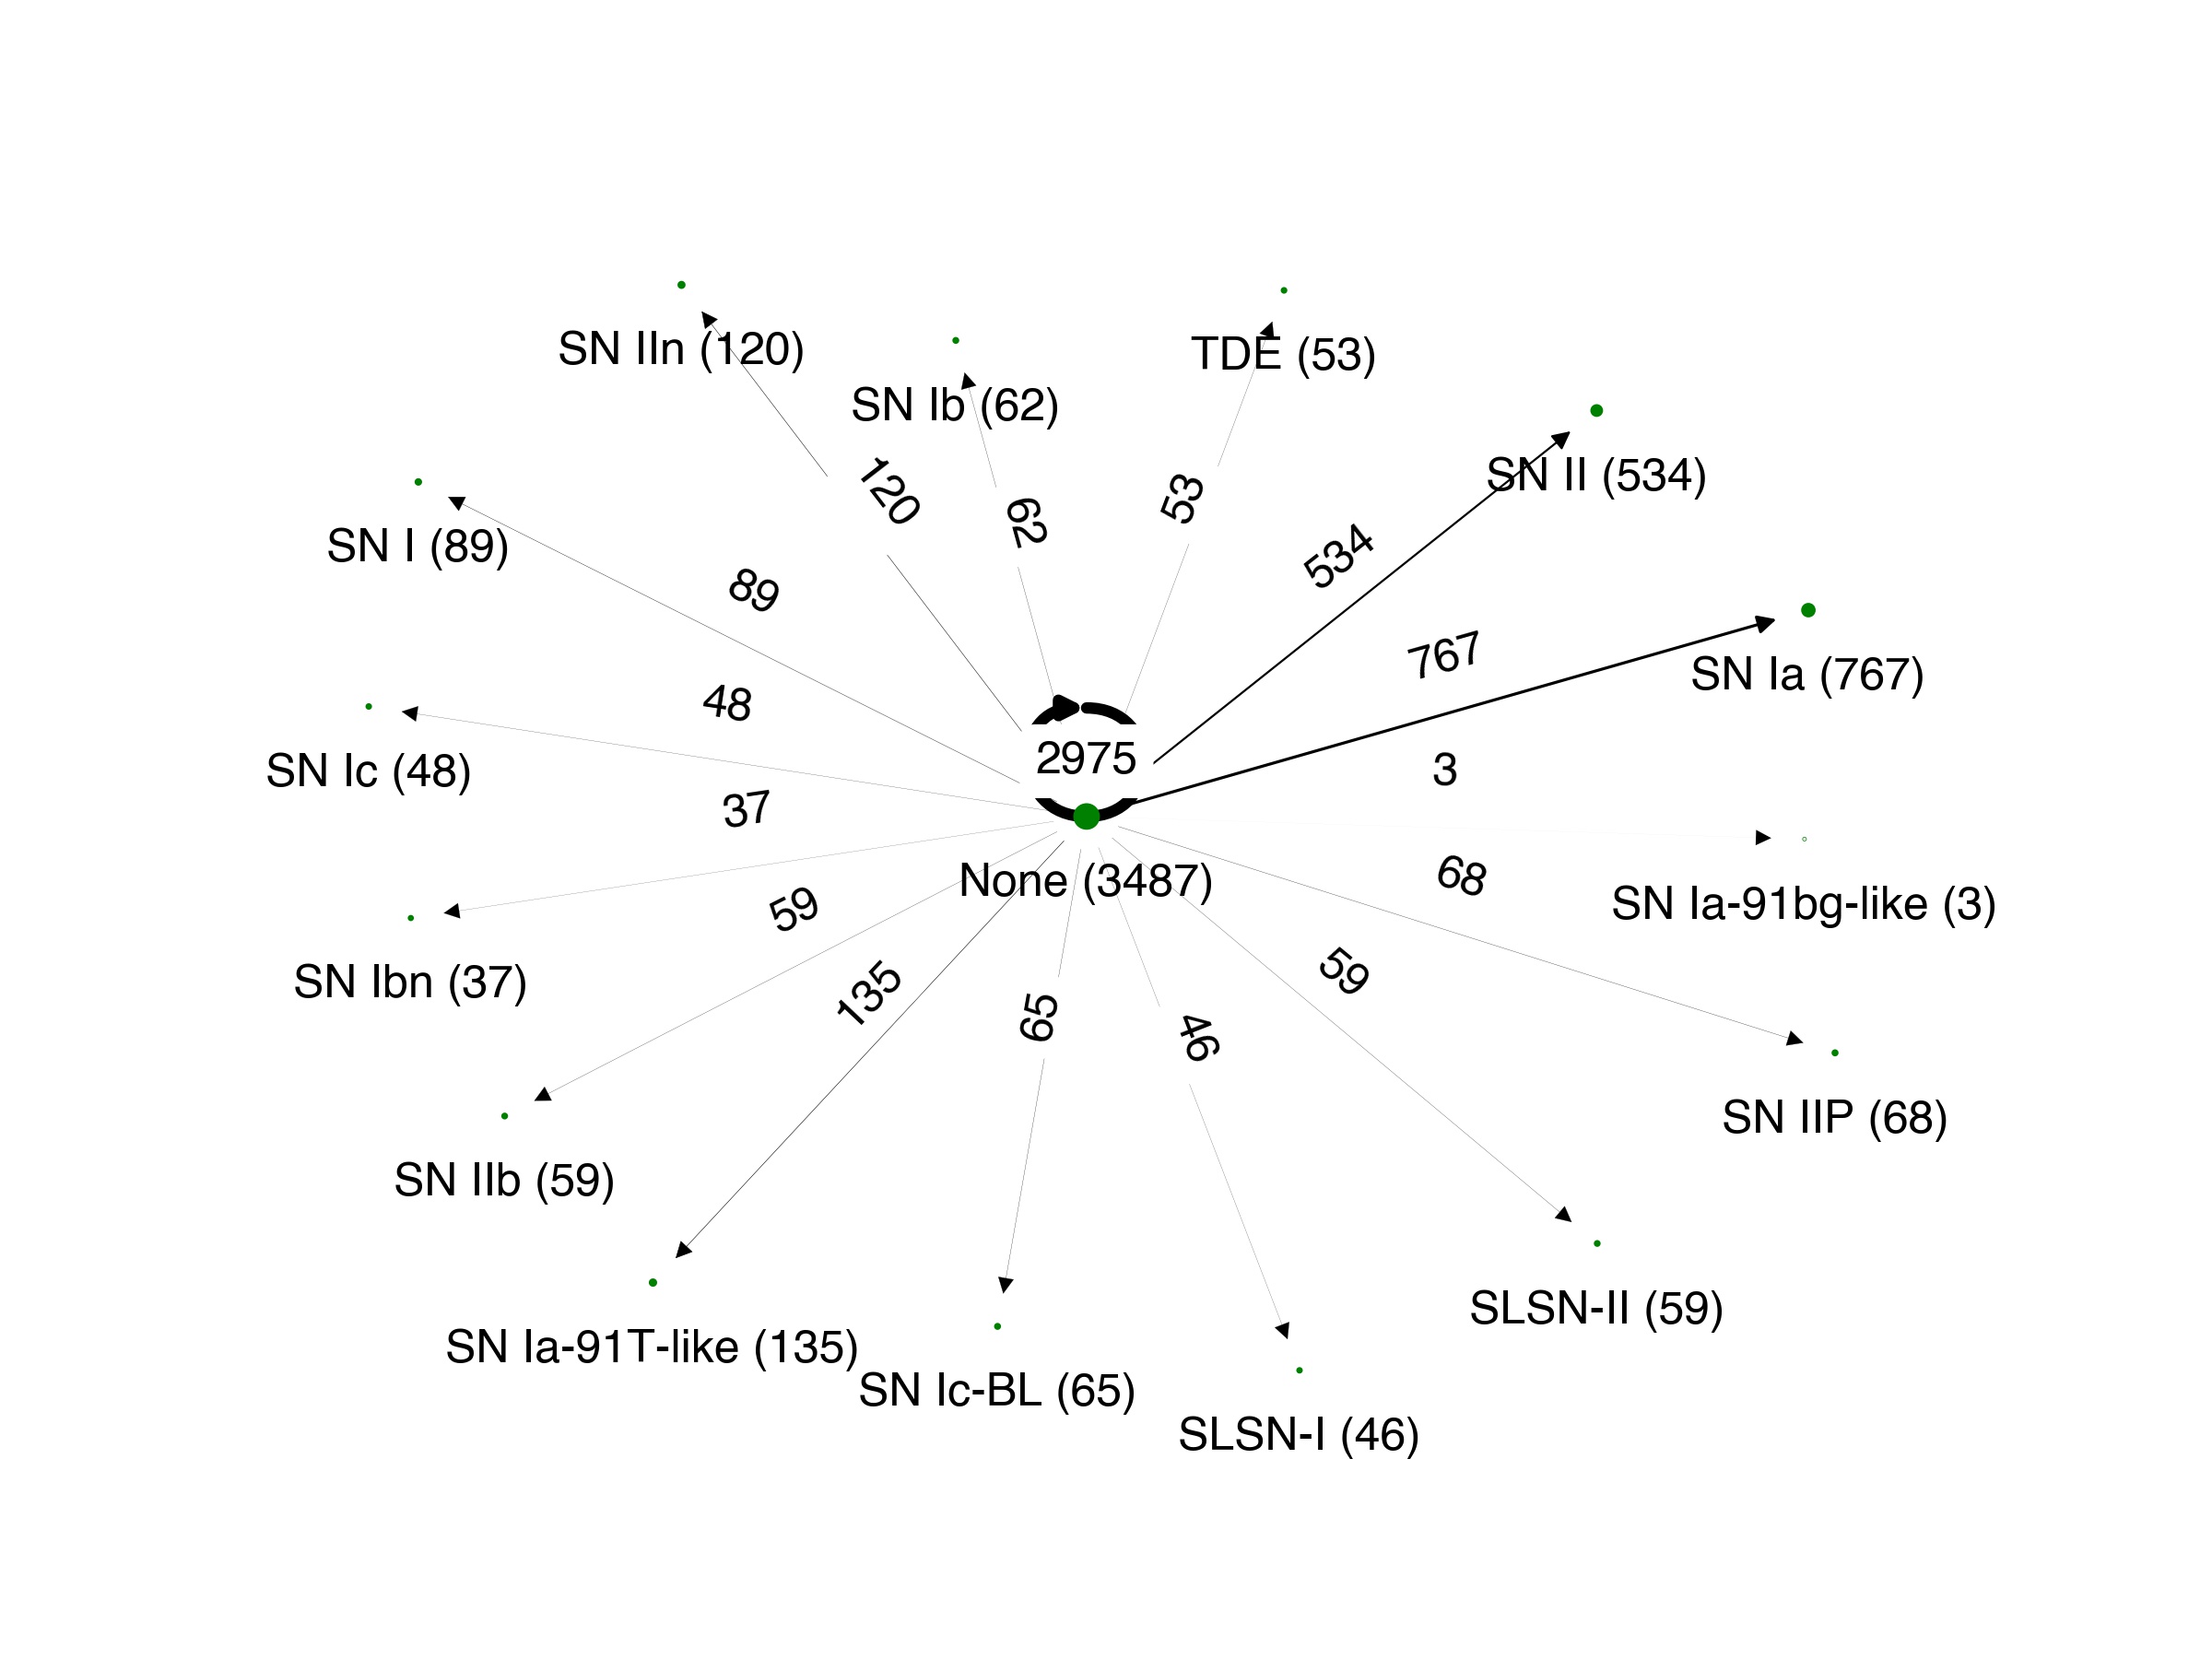 SN IIn (120)
TDE (53)
SN Ib (62)
SN II (534)
120
62
53
534
SN I (89)
89
767
SN Ia (767)
48
2975
3
SN Ic (48)
37
None (3487)
68
SN Ia-91bg-like (3)
59
SN Ibn (37)
135
65
46
59
SN IIP (68)
SN IIb (59)
SLSN-II (59)
SN Ia-91T-like (135)
SN Ic-BL (65)
SLSN-I (46)